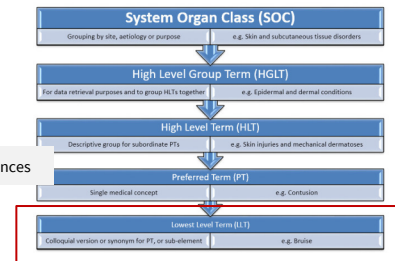 System Organ Class (SOC)
Grouping by site, aetiology or purpose
e.g. Skin and subcutaneous tissue disorders
High Level Group Term (HGLT)
For data retrieval purposes and to group HLTs together
e.g. Epidermal and dermal conditions
High Level Term (HLT)
Descriptive group for subordinate PTs
e.g. Skin injuries and mechanical dermatoses
nces
Preferred Term (PT)
Single medical concept
e.g. Contusion
Lowest Level Term (LLT)
Colloquial version or synonym for PT, or sub-element
e.g. Bruise